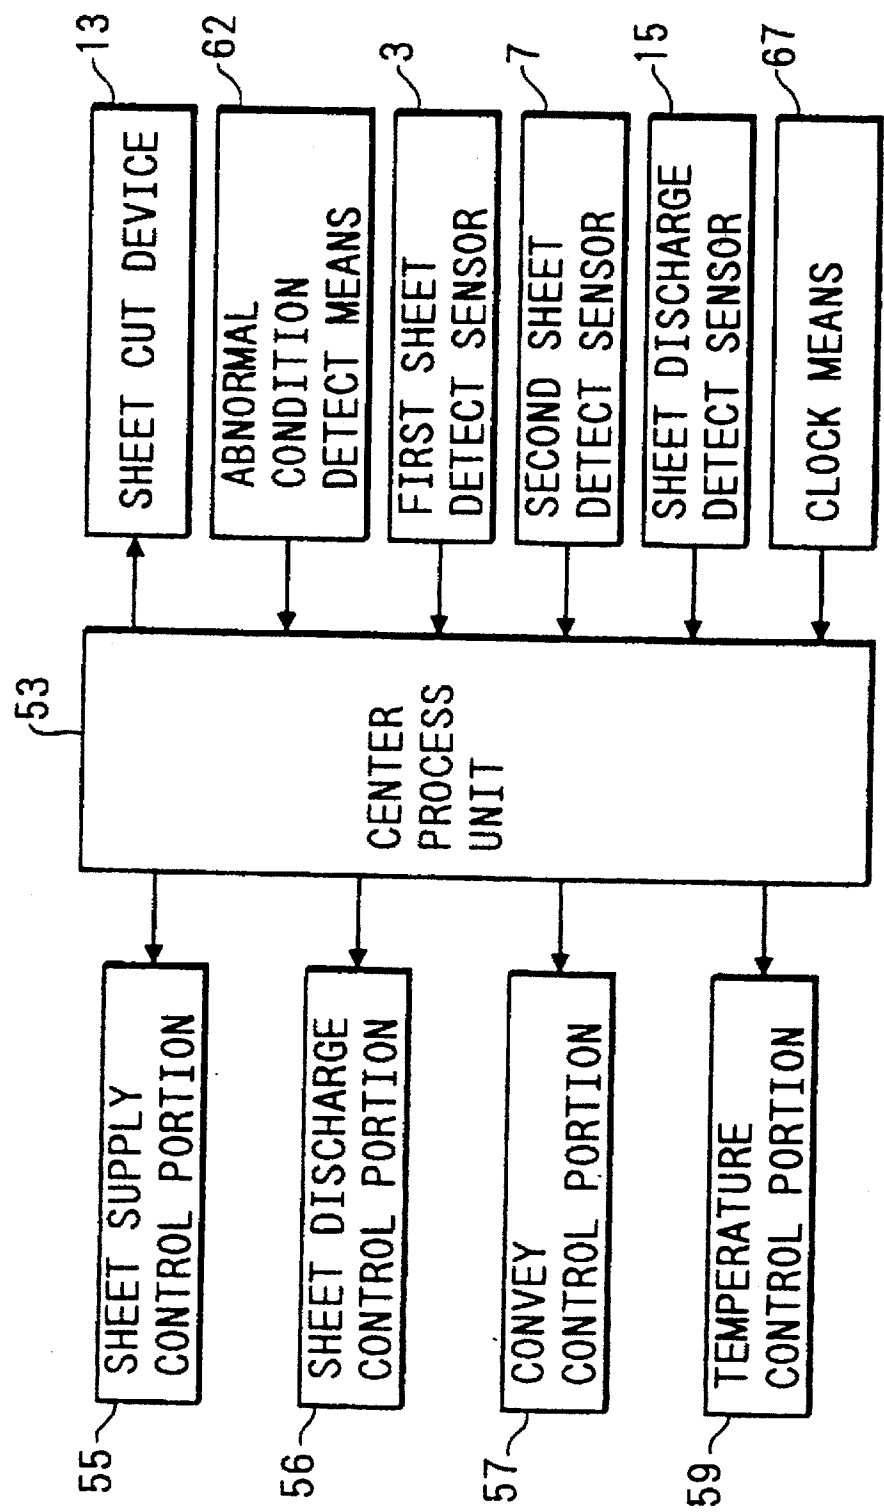 53
CENTER
PROCESS
UNIT
55
SHEET SUPPLY
CONTROL PORTION
56
SHEET DISCHARGE
CONTROL PORTION
57
CONVEY
CONTROL PORTION
59
TEMPERATURE
CONTROL PORTION
SHEET CUT DEVICE
13
ABNORMAL
CONDITION
DETECT MEANS
62
FIRST SHEET
DETECT SENSOR
3
SECOND SHEET
DETECT SENSOR
7
SHEET DISCHARGE
DETECT SENSOR
15
CLOCK MEANS
67